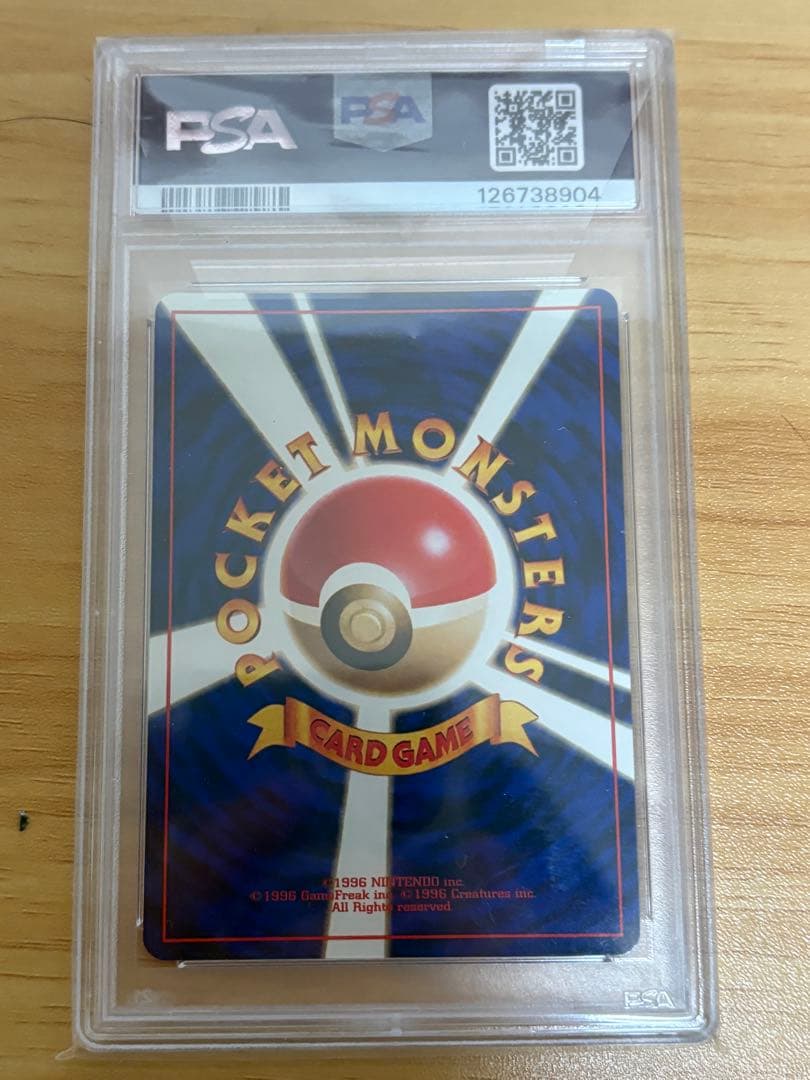 PSA
PSA
126738904
POCKET MONSTERS
CARD GAME
©1996 NINTENDO inc.
©1996 GameFreak inc. ©1996 Creatures inc.
All Rights reserved
PSA